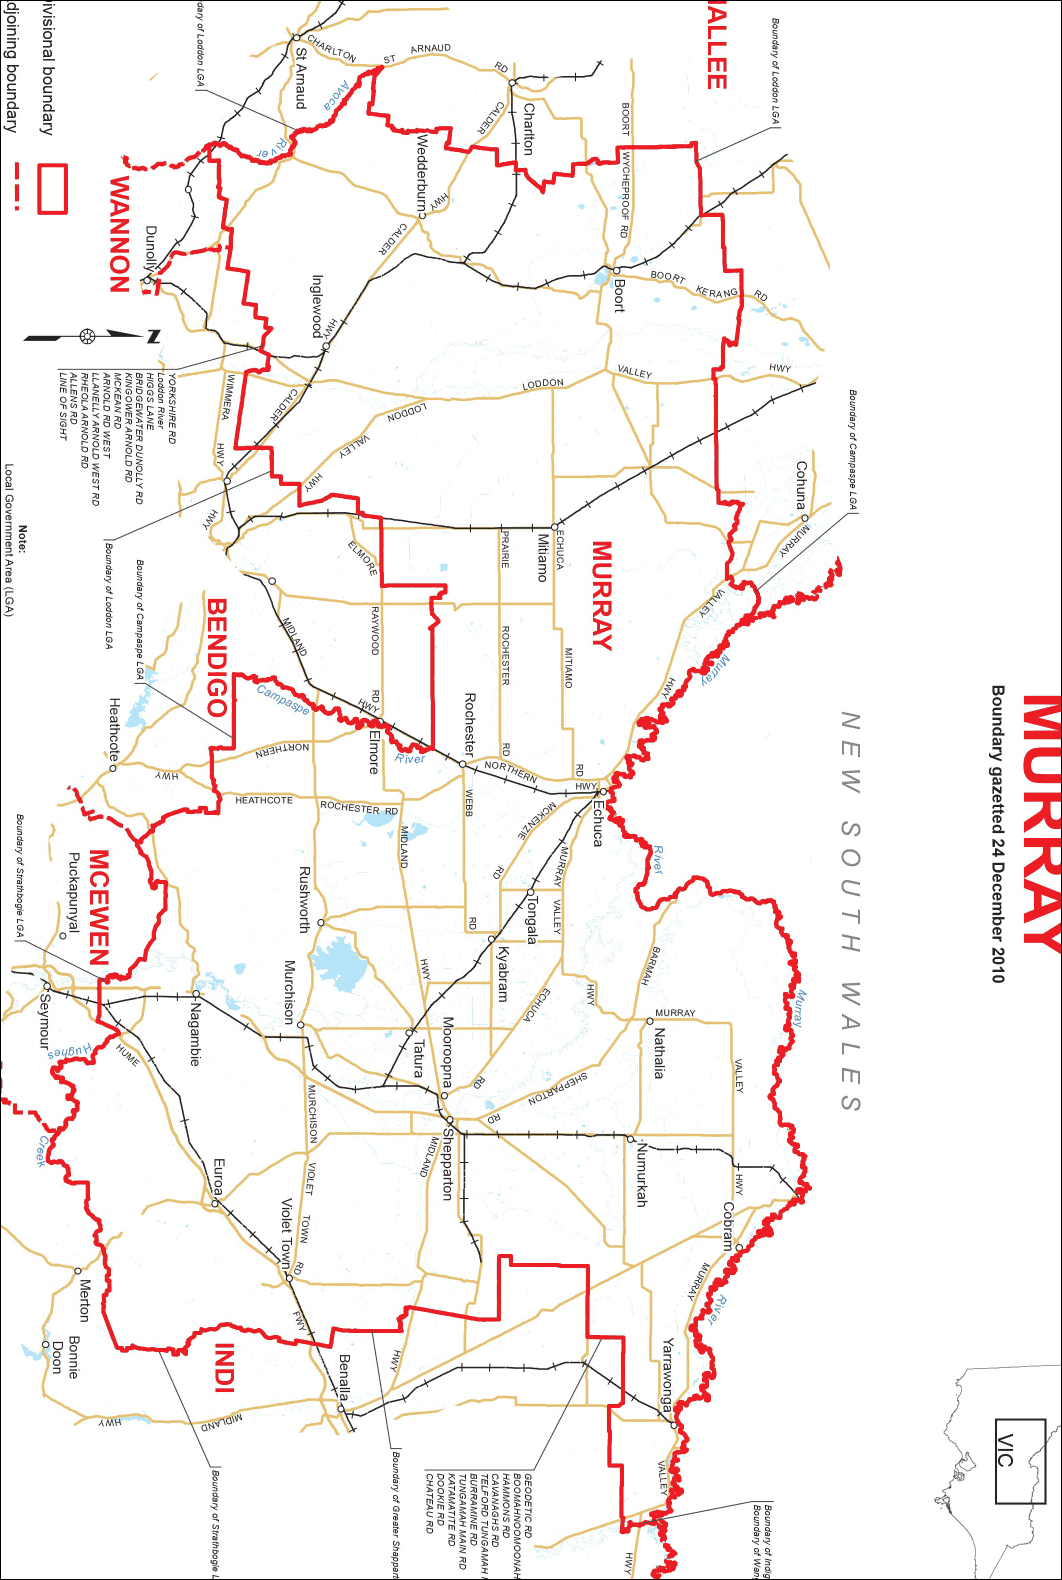 MURRAY
Boundary gazetted 24 December 2010
VIC
NEW SOUTH WALES
ALLEE
MURRAY
BENDIGO
WANNON
MCEWEN
INDI
Boundary of Loddon LGA
Boundary of Campaspe LGA
Boundary of Indig
Boundary of Wan
dary of Loddon LGA
Boundary of Loddon LGA
Boundary of Campaspe LGA
Boundary of Strathbogie LGA
Boundary of Strathbogie L
Boundary of Greater Shappart
GEODETIC RD
BOOMAHNOOMOONAH
HAMMONS RD
CAVANAGHS RD
TELFORD TUNGAMAH
BURRAMINE RD
TUNGAMAH MAIN RD
KATAMATITE RD
DOOKIE RD
CHATEAU RD
YORKSHIRE RD
Loddon River
HIGGS LANE
BRIDGEWATER DUNOLLY RD
KINGOWER ARNOLD RD
MCKEAN RD
ARNOLD RD WEST
LLANELLY ARNOLD WEST RD
RHEOLA ARNOLD RD
ALLENS RD
LINE OF SIGHT
Cohuna
Boort
Charlton
St Arnaud
Wedderburn
Inglewood
Dunolly
Mitiamo
Echuca
Rochester
Elmore
Heathcote
Rushworth
Tongala
Kyabram
Murchison
Nagambie
Puckapunyal
Seymour
Tatura
Mooroopna
Shepparton
Nathalia
Numurkah
Cobram
Yarrawonga
Benalla
Violet Town
Euroa
Merton
Bonnie
Doon
CHARLTON
ST
ARNAUD
RD
CALDER
HWY
CALDER
HWY
CALDER
HWY
BOORT
WYCHEPROOF RD
BOORT
KERANG
RD
LODDON
VALLEY
HWY
LODDON
VALLEY
HWY
WIMMERA
HWY
MURRAY
VALLEY
HWY
ECHUCA
MITIAMO
RD
PRAIRIE
ROCHESTER
RD
ELMORE
RAYWOOD
RD
MIDLAND
HWY
NORTHERN
HWY
NORTHERN
HWY
HEATHCOTE
ROCHESTER RD
WEBB
RD
MCKENZIE
RD
MURRAY
VALLEY
HWY
MIDLAND
HWY
BARMAH
ECHUCA
RD
SHEPPARTON
RD
MURRAY
VALLEY
HWY
MIDLAND
HWY
MURCHISON
VIOLET
TOWN
RD
HUME
FWY
MIDLAND
HWY
MURRAY
VALLEY
HWY
Avoca
River
Campaspe
River
Murray
River
Murray
River
Hughes
Creek
N
ivisional boundary
djoining boundary
Note:
Local Government Area (LGA)